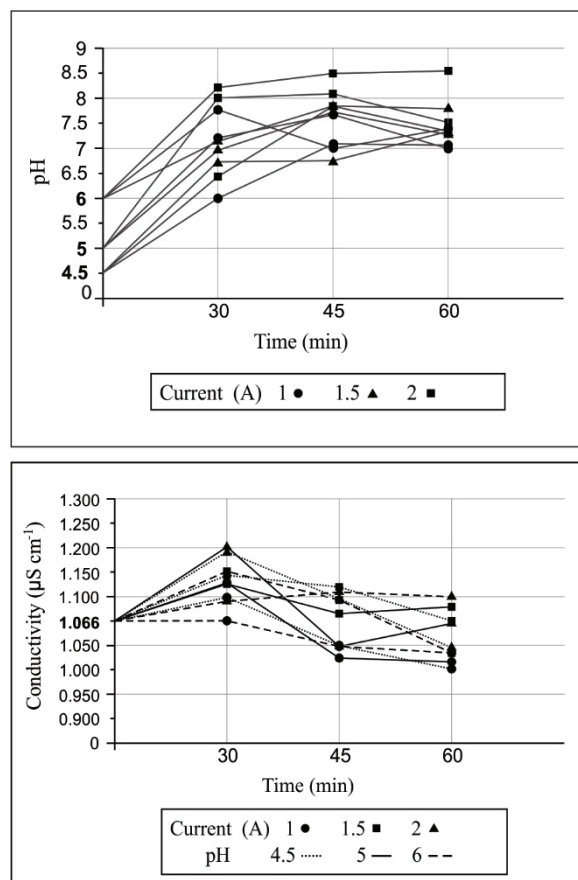 9
8.5
8
7.5
7
6.5
6
5.5
5
4.5
0
pH
30 45 60
Time (min)
Current (A) 1 1.5 2
1.300
1.300
1.200
1.150
1.100
1.066
1.050
0.950
0.900
0
Conductivity (µS cm⁻¹)
30 45 60
Time (min)
Current (A) 1 1.5 2
pH 4.5 5 6